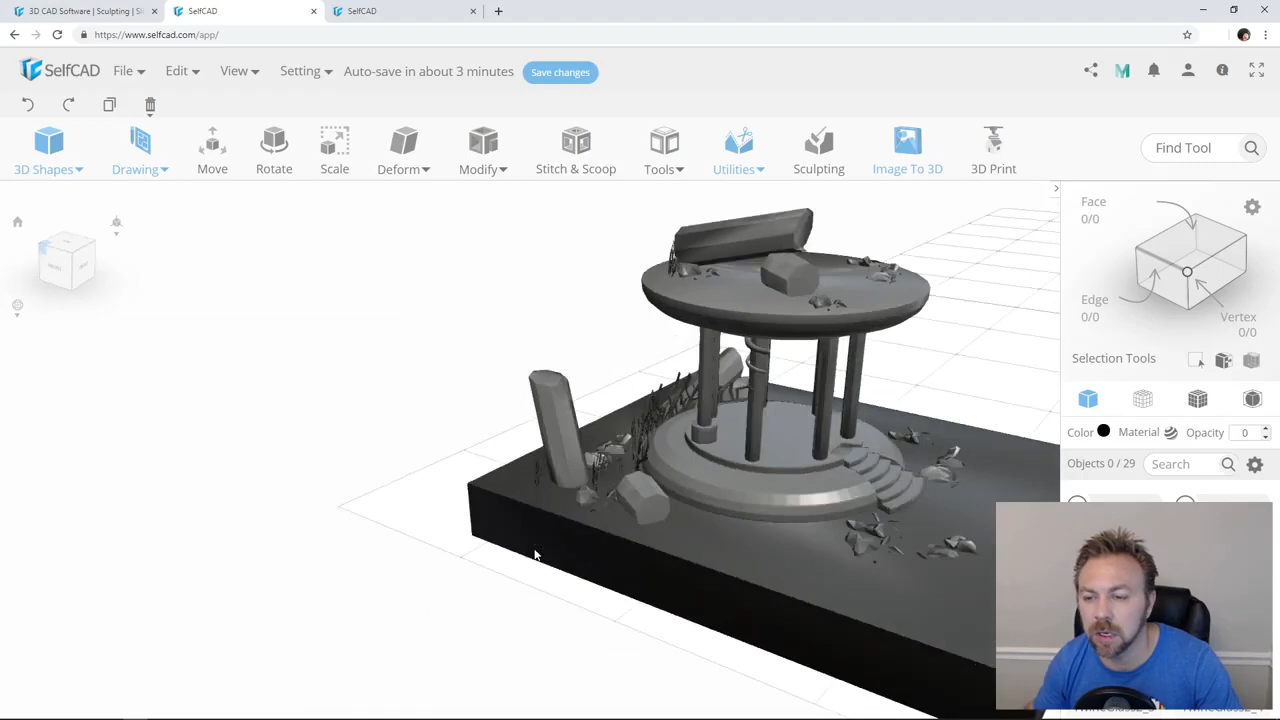 3D CAD Software | Sculpting | Sli
SelfCAD
SelfCAD
https://www.selfcad.com/app/
SelfCAD
File
Edit
View
Setting
Auto-save in about 3 minutes
Save changes
3D Shapes
Drawing
Move
Rotate
Scale
Deform
Modify
Stitch & Scoop
Tools
Utilities
Sculpting
Image To 3D
3D Print
Find Tool
Face
0/0
Edge
0/0
Vertex
0/0
Selection Tools
Color
Material
Opacity
0
Objects 0 / 29
Search